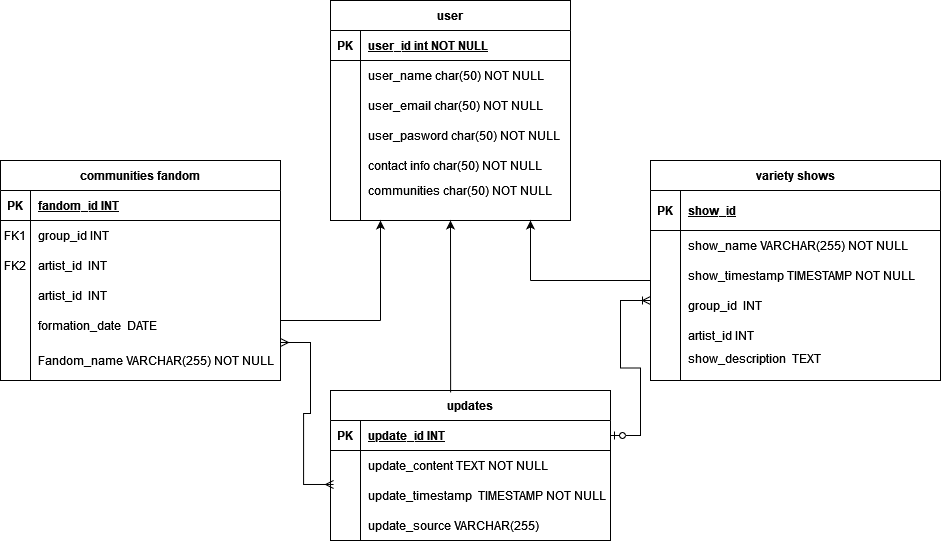 user
PK user_id int NOT NULL
user_name char(50) NOT NULL
user_email char(50) NOT NULL
user_pasword char(50) NOT NULL
contact info char(50) NOT NULL
communities char(50) NOT NULL
communities fandom
PK fandom_id INT
FK1 group_id INT
FK2 artist_id INT
artist_id INT
formation_date DATE
Fandom_name VARCHAR(255) NOT NULL
variety shows
PK show_id
show_name VARCHAR(255) NOT NULL
show_timestamp TIMESTAMP NOT NULL
group_id INT
artist_id INT
show_description TEXT
updates
PK update_id INT
update_content TEXT NOT NULL
update_timestamp TIMESTAMP NOT NULL
update_source VARCHAR(255)